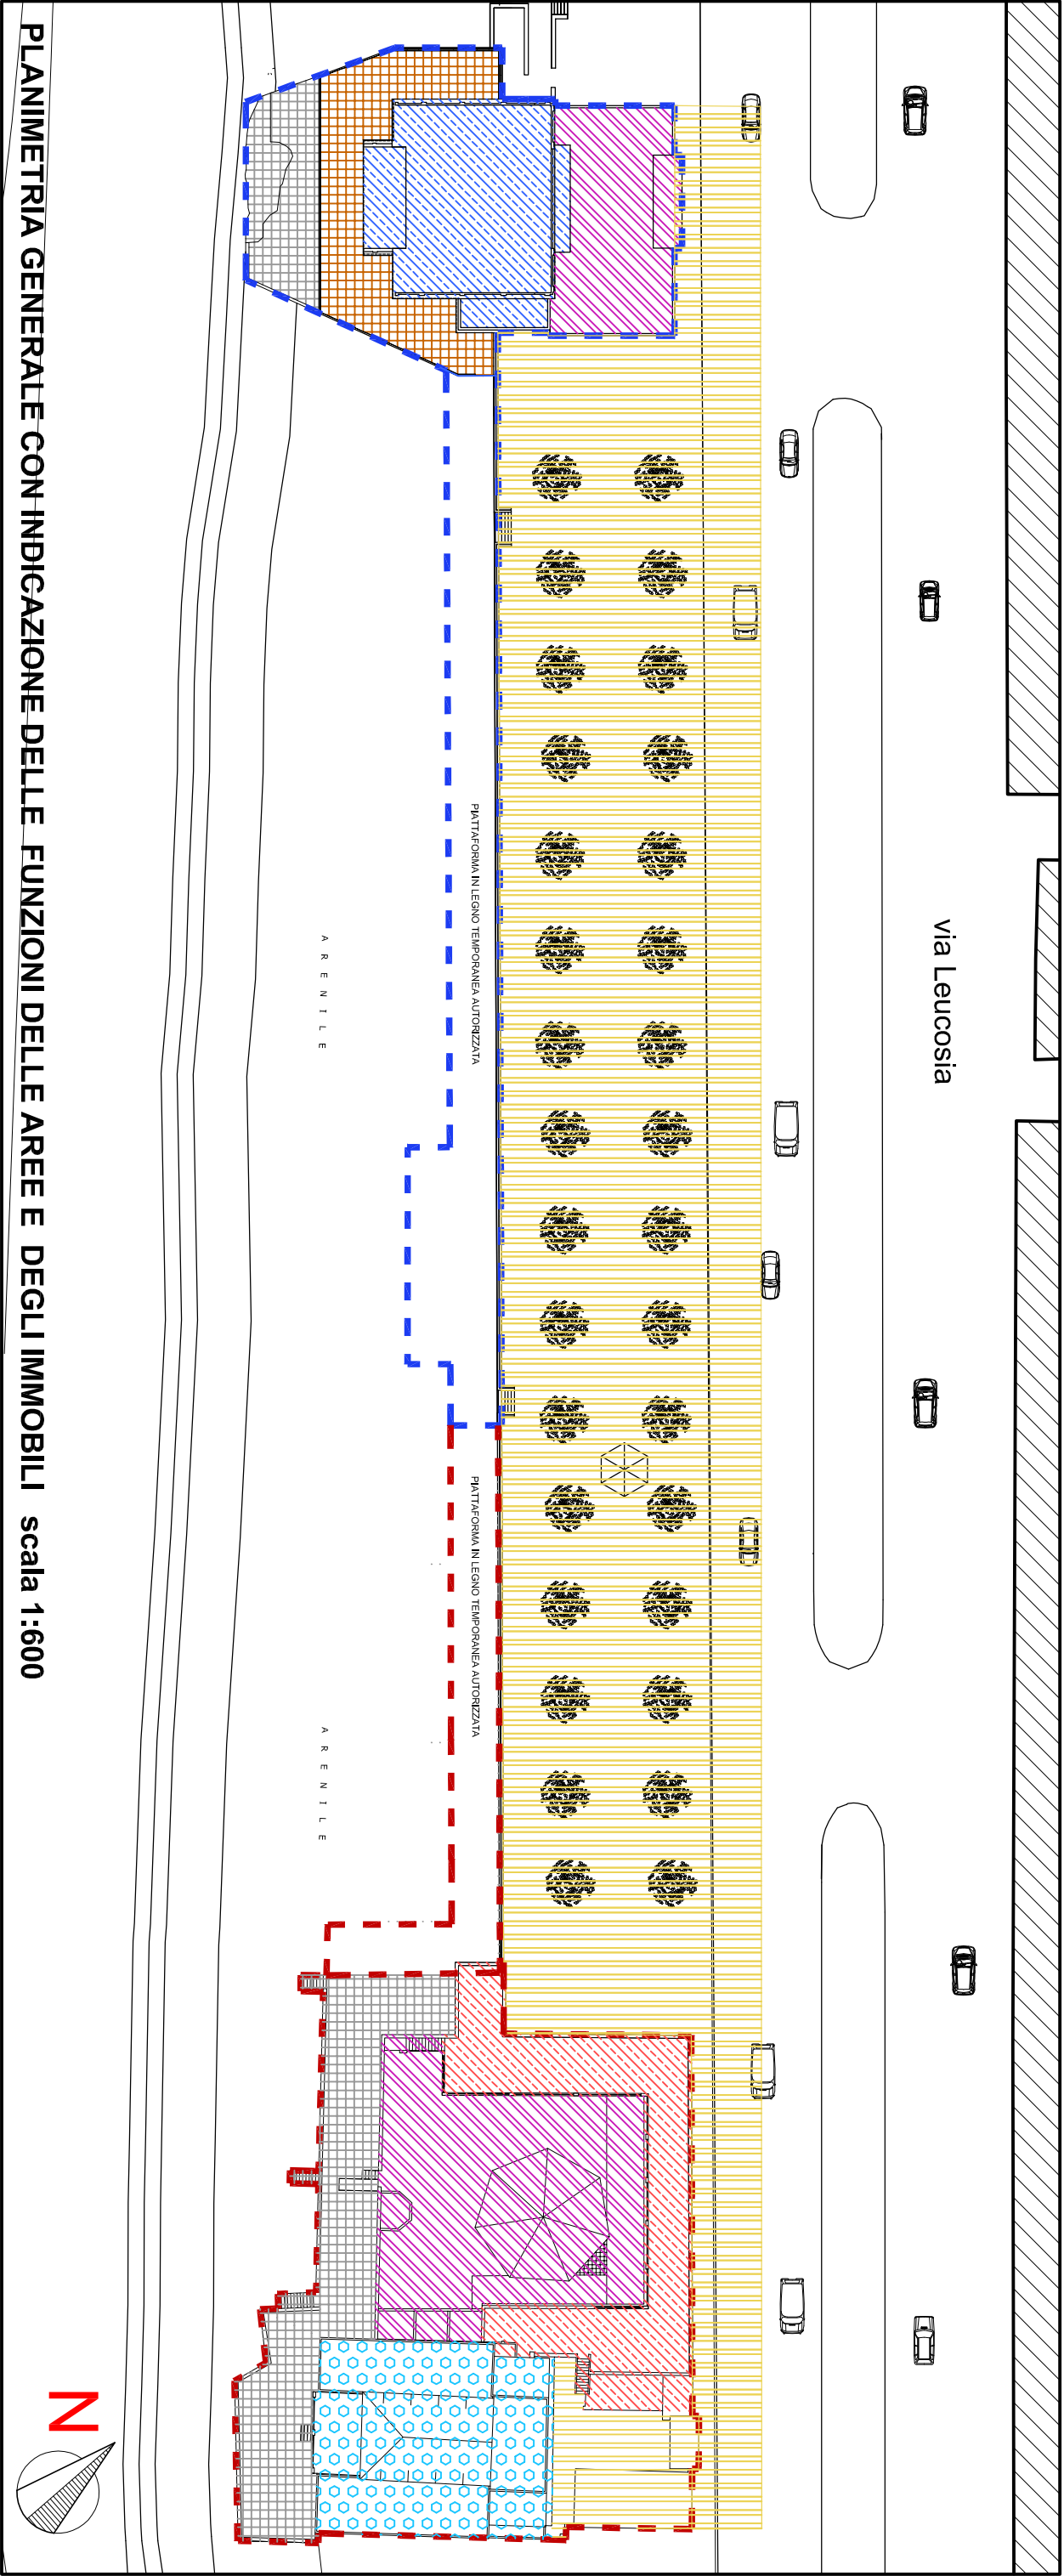 via Leucosia
PIATTAFORMA IN LEGNO TEMPORANEA AUTORIZZATA
PIATTAFORMA IN LEGNO TEMPORANEA AUTORIZZATA
A R E N I L E
A R E N I L E
PLANIMETRIA GENERALE CON INDICAZIONE DELLE FUNZIONI DELLE AREE E DEGLI IMMOBILI scala 1:600
N